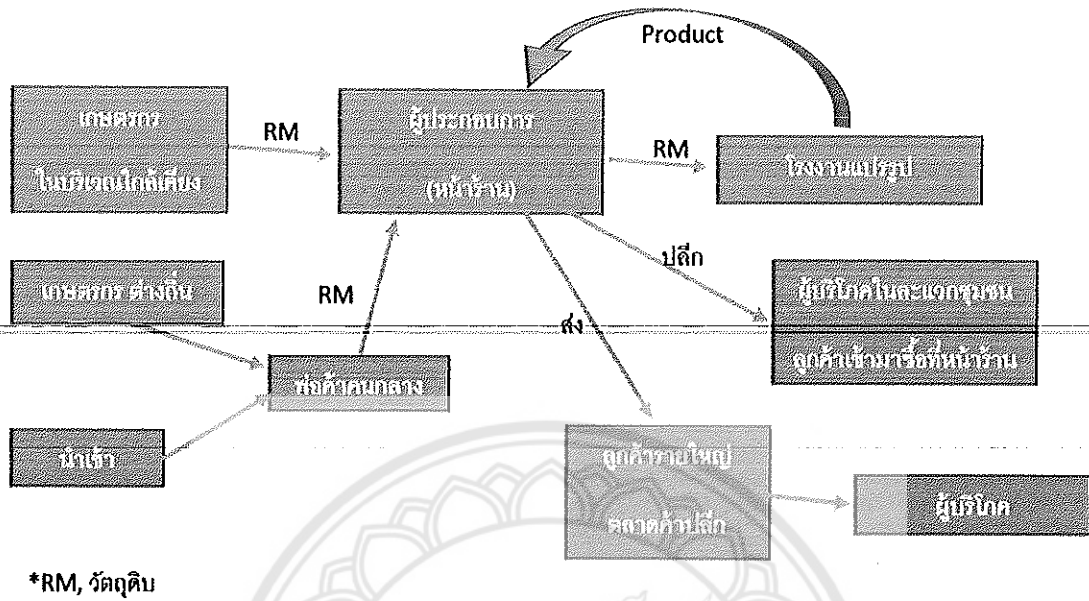 Product
เกษตรกร
ในบริเวณใกล้เคียง
RM
ผู้ประกอบการ
(หน้าร้าน)
RM
โรงงานแปรรูป
เกษตรกร ต่างถิ่น
RM
ปลีก
ส่ง
ผู้บริโภคในละแวกชุมชน
ลูกค้าเข้ามาซื้อที่หน้าร้าน
พ่อค้าคนกลาง
นำเข้า
ลูกค้ารายใหญ่
ตลาดค้าปลีก
ผู้บริโภค
*RM, วัตถุดิบ